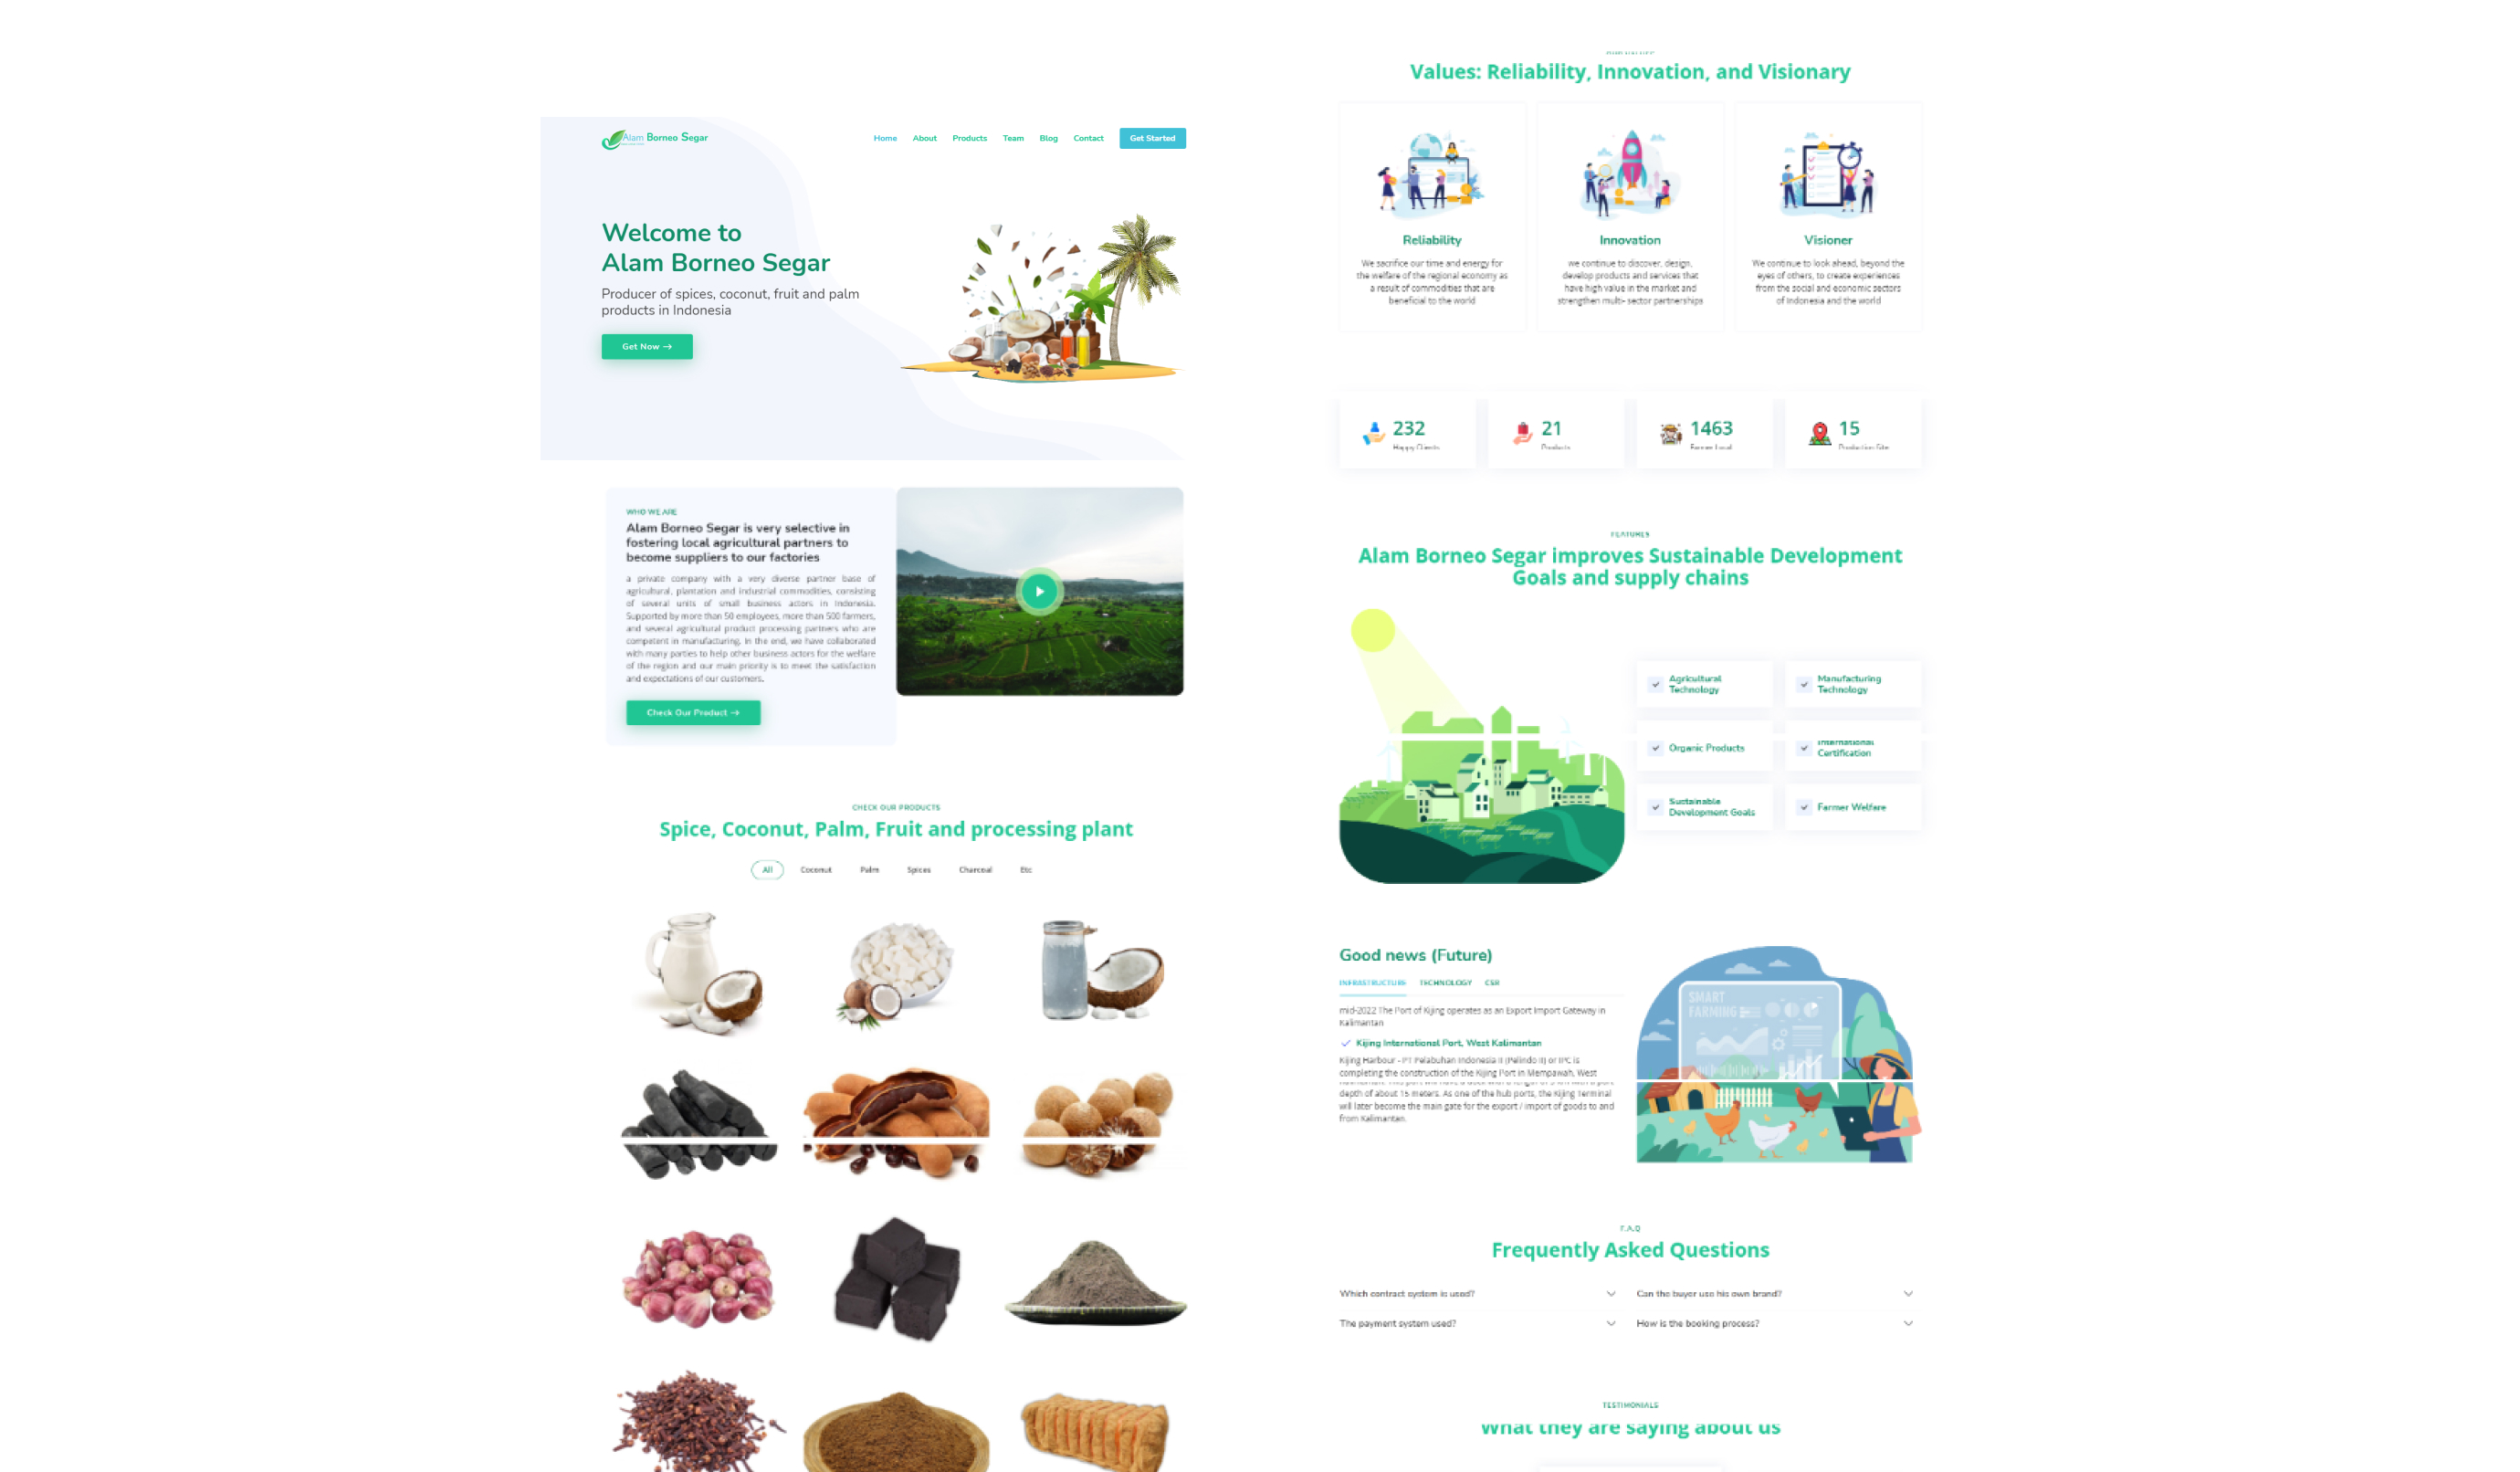 Alam Borneo Segar
Home About Products Team Blog Contact Get Started
Welcome to
Alam Borneo Segar
Producer of spices, coconut, fruit and palm
products in Indonesia
Get Now →
WHO WE ARE
Alam Borneo Segar is very selective in
fostering local agricultural partners to
become suppliers to our factories
a private company with a very diverse partner base of
agricultural, plantation and industrial commodities, consisting
of several units of small business actors in Indonesia.
Supported by more than 50 employees, more than 500 farmers,
and several agricultural product processing partners who are
competent in manufacturing. In the end, we have collaborated
with many parties to help other business actors for the welfare
of the region and our main priority is to meet the satisfaction
and expectations of our customers.
Check Our Product →
CHECK OUR PRODUCTS
Spice, Coconut, Palm, Fruit and processing plant
All Coconut Palm Spices Charcoal Etc
Values: Reliability, Innovation, and Visionary
Reliability
We sacrifice our time and energy for
the welfare of the regional economy as
a result of commodities that are
beneficial to the world
Innovation
we continue to discover, design,
develop products and services that
have high value in the market and
strengthen multi- sector partnerships
Visioner
We continue to look ahead, beyond the
eyes of others, to create experiences
from the social and economic sectors
of Indonesia and the world
232
Happy Clients
21
Products
1463
Farmer Local
15
Production Site
FEATURES
Alam Borneo Segar improves Sustainable Development
Goals and supply chains
Agricultural
Technology
Manufacturing
Technology
Organic Products
International
Certification
Sustainable
Development Goals
Farmer Welfare
Good news (Future)
INFRASTRUCTURE TECHNOLOGY CSR
mid-2022 The Port of Kijing operates as an Export Import Gateway in
Kalimantan
Kijing International Port, West Kalimantan
Kijing Harbour - PT Pelabuhan Indonesia II (Pelindo II) or IPC is
completing the construction of the Kijing Port in Mempawah, West
depth of about 15 meters. As one of the hub ports, the Kijing Terminal
will later become the main gate for the export / import of goods to and
from Kalimantan.
SMART
FARMING
F.A.Q
Frequently Asked Questions
Which contract system is used?
Can the buyer use his own brand?
The payment system used?
How is the booking process?
TESTIMONIALS
What they are saying about us